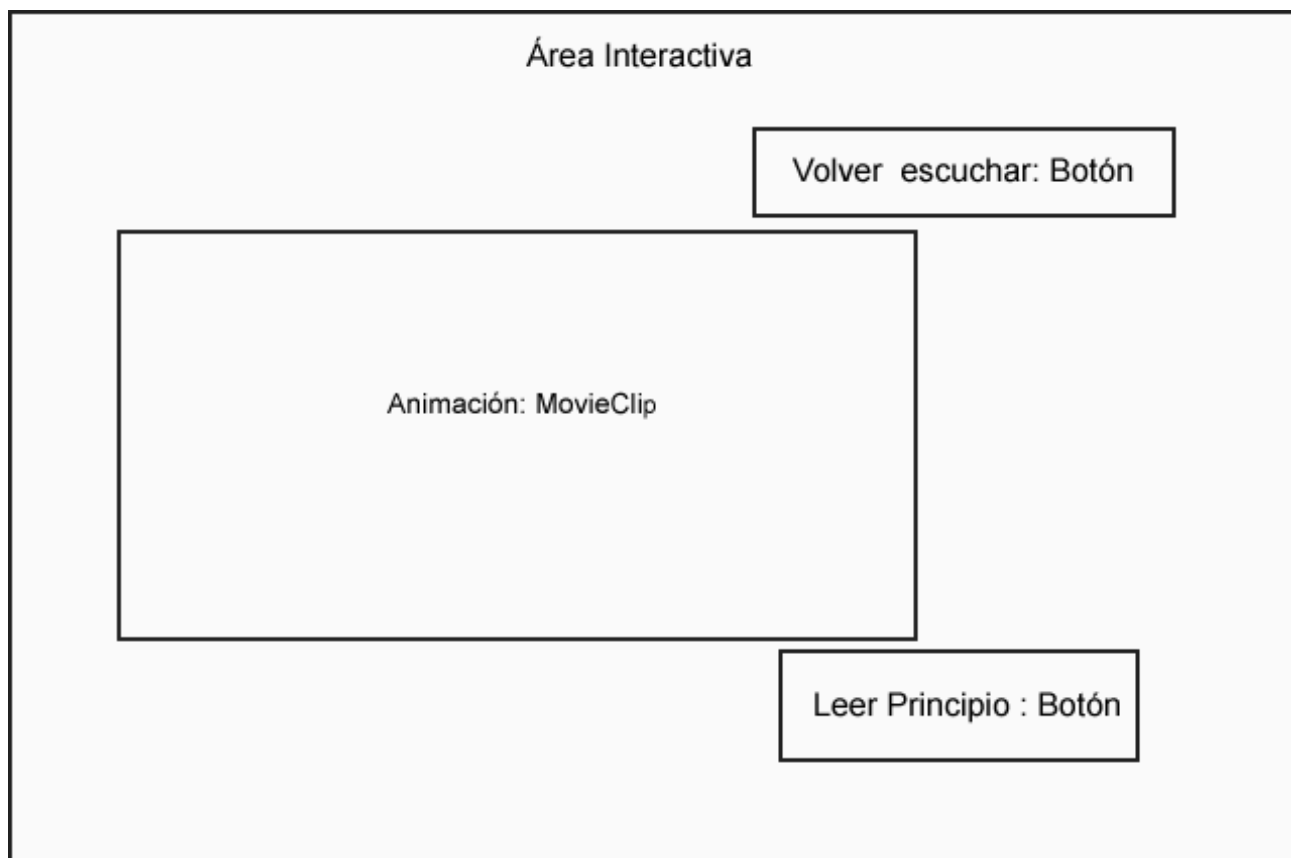 Área Interactiva
Volver escuchar: Botón
Animación: MovieClip
Leer Principio : Botón